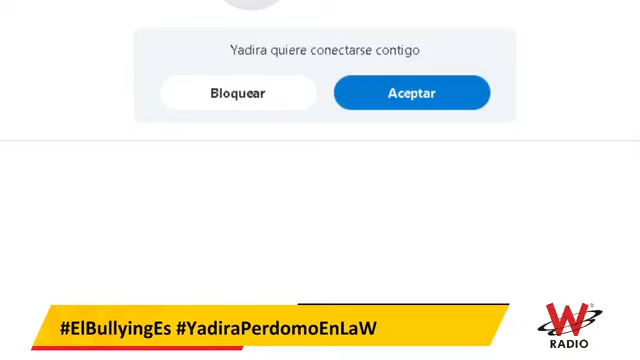 Yadira quiere conectarse contigo
Bloquear
Aceptar
#ElBullyingEs #YadiraPerdomoEnLaW
W
RADIO